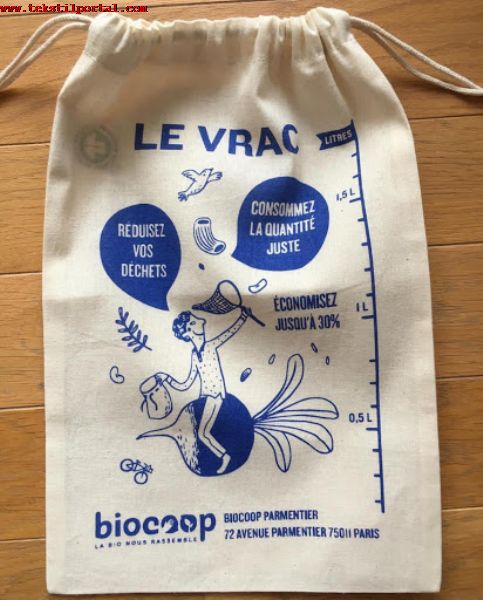 www.tekstilportal.com
LE VRAC
LITRES
1,5 L
CONSOMMEZ
LA QUANTITÉ
JUSTE
RÉDUISEZ
VOS
DÉCHETS
ÉCONOMISEZ
JUSQU'À 30%
1 L
0,5 L
biocoop
LA BIO NOUS RASSEMBLE
BIOCOOP PARMENTIER
72 AVENUE PARMENTIER 75011 PARIS